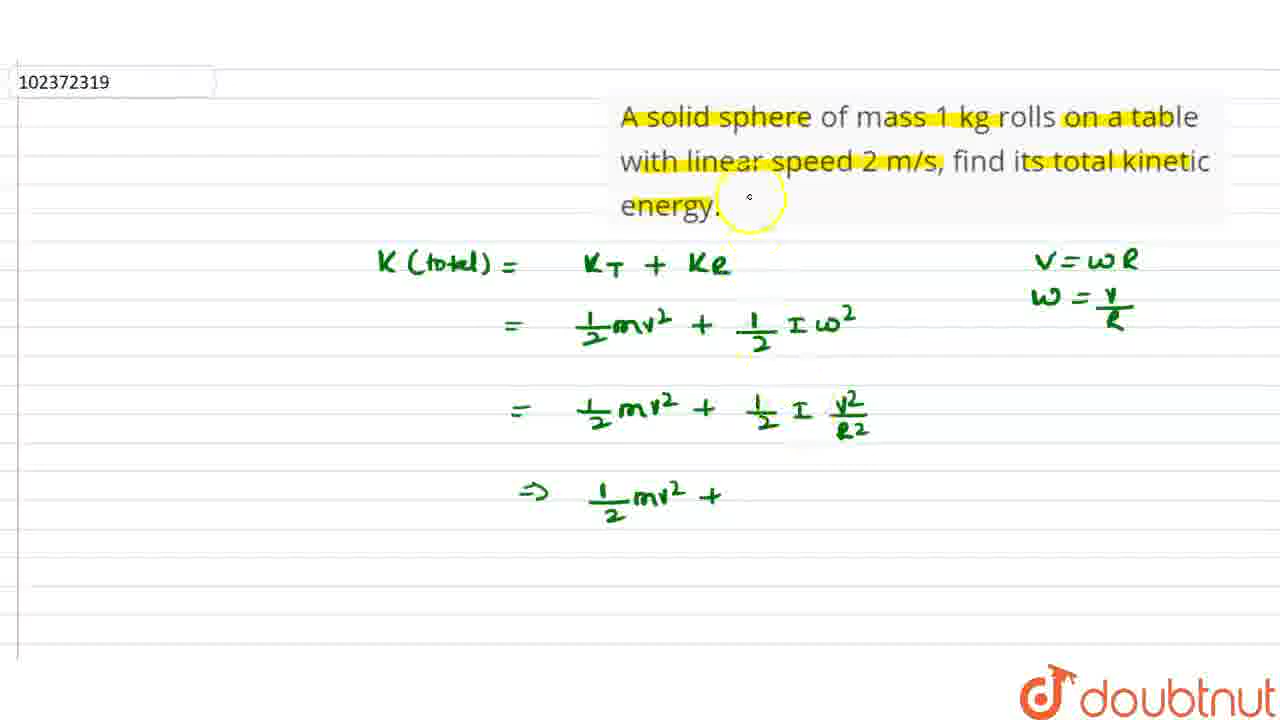 102372319
A solid sphere of mass 1 kg rolls on a table
with linear speed 2 m/s, find its total kinetic
energy.
K (total) = K_T + K_R
v = ω R
= 1/2 mv² + 1/2 I ω²
ω = v/R
= 1/2 mv² + 1/2 I v²/R²
⇒ 1/2 mv² +
doubtnut